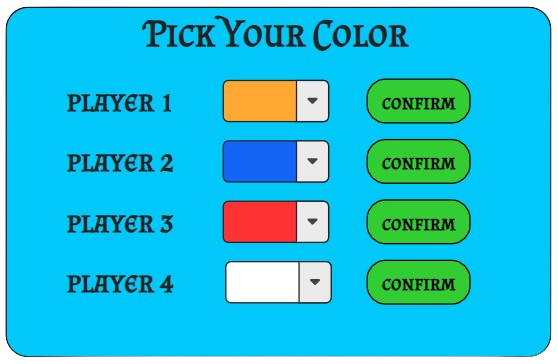 Pick Your Color
PLAYER 1 CONFIRM
PLAYER 2 CONFIRM
PLAYER 3 CONFIRM
PLAYER 4 CONFIRM